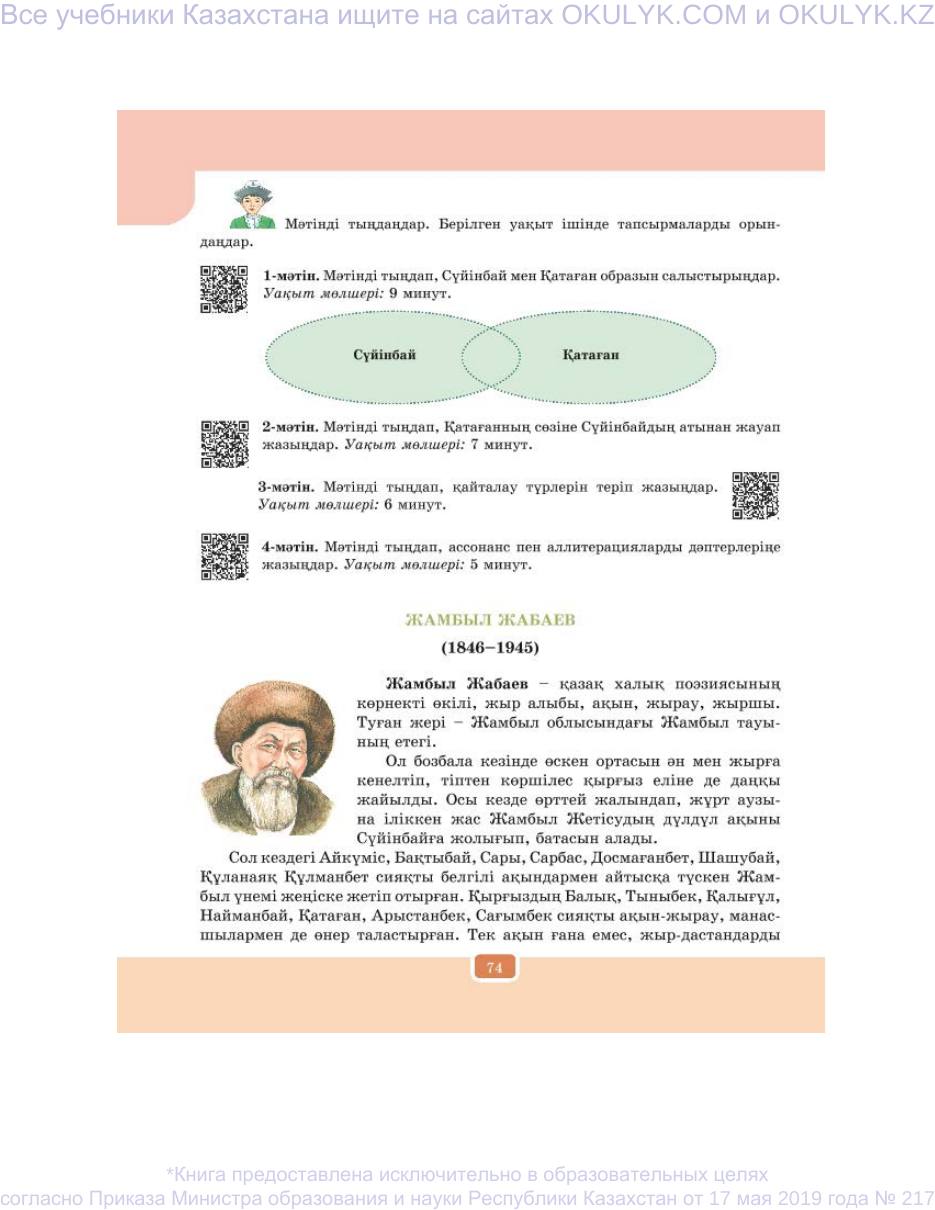 Все учебники Казахстана ищите на сайтах OKULYK.COM и OKULYK.KZ
Мәтінді тыңдаңдар. Берілген уақыт ішінде тапсырмаларды орын-
даңдар.
1-мәтін. Мәтінді тыңдап, Сүйінбай мен Қатаған образын салыстырыңдар.
Уақыт мөлшері: 9 минут.
Сүйінбай Қатаған
2-мәтін. Мәтінді тыңдап, Қатағанның сөзіне Сүйінбайдың атынан жауап
жазыңдар. Уақыт мөлшері: 7 минут.
3-мәтін. Мәтінді тыңдап, қайталау түрлерін теріп жазыңдар.
Уақыт мөлшері: 6 минут.
4-мәтін. Мәтінді тыңдап, ассонанс пен аллитерацияларды дәптерлеріңе
жазыңдар. Уақыт мөлшері: 5 минут.
ЖАМБЫЛ ЖАБАЕВ
(1846–1945)
Жамбыл Жабаев – қазақ халық поэзиясының
көрнекті өкілі, жыр алыбы, ақын, жырау, жыршы.
Туған жері – Жамбыл облысындағы Жамбыл тауы-
ның етегі.
Ол бозбала кезінде өскен ортасын ән мен жырға
кенелтіп, тіптен көршілес қырғыз еліне де даңқы
жайылды. Осы кезде өрттей жалындап, жұрт аузы-
на іліккен жас Жамбыл Жетісудың дүлдүл ақыны
Сүйінбайға жолығып, батасын алады.
Сол кездегі Айкүміс, Бақтыбай, Сары, Сарбас, Досмағанбет, Шашубай,
Құланаяқ Құлманбет сияқты белгілі ақындармен айтысқа түскен Жам-
был үнемі жеңіске жетіп отырған. Қырғыздың Балық, Тыныбек, Қалығұл,
Найманбай, Қатаған, Арыстанбек, Сағымбек сияқты ақын-жырау, манас-
шылармен де өнер таластырған. Тек ақын ғана емес, жыр-дастандарды
74
*Книга предоставлена исключительно в образовательных целях
согласно Приказа Министра образования и науки Республики Казахстан от 17 мая 2019 года № 217